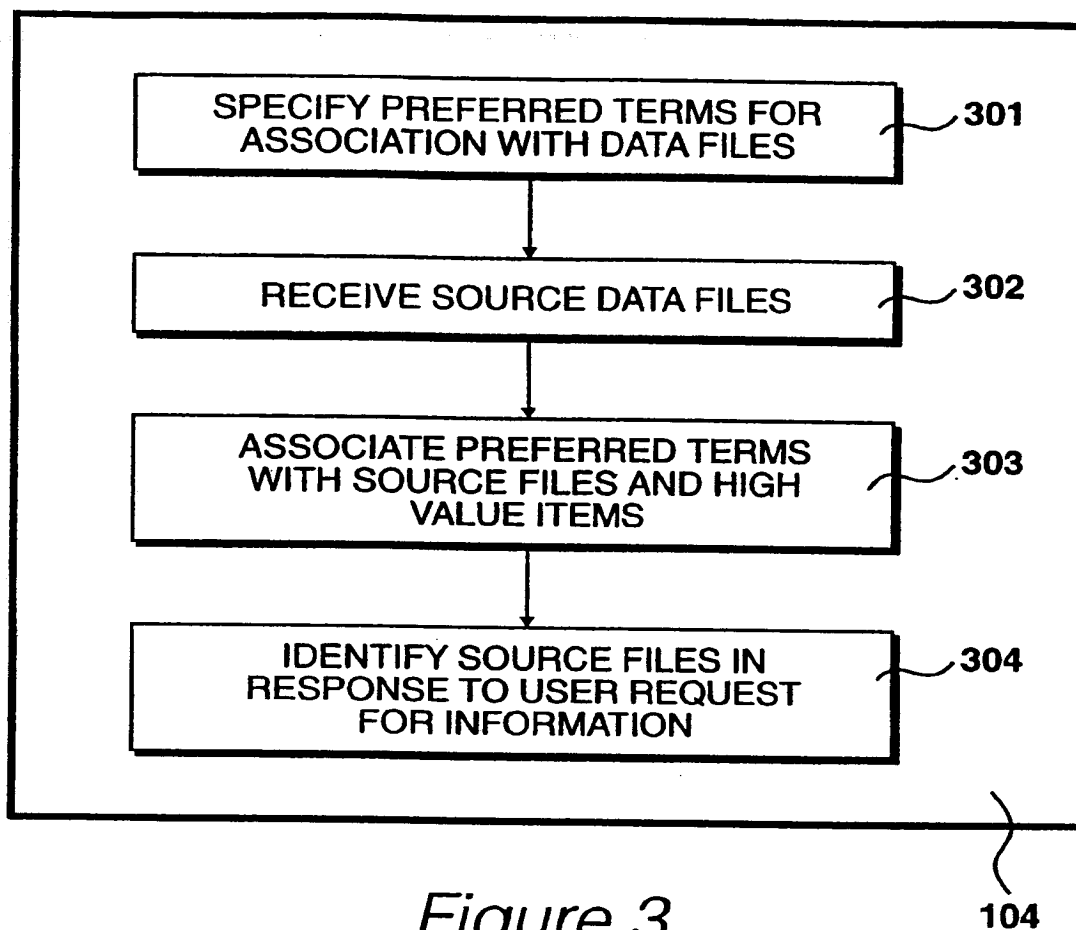 SPECIFY PREFERRED TERMS FOR
ASSOCIATION WITH DATA FILES
301
RECEIVE SOURCE DATA FILES
302
ASSOCIATE PREFERRED TERMS
WITH SOURCE FILES AND HIGH
VALUE ITEMS
303
IDENTIFY SOURCE FILES IN
RESPONSE TO USER REQUEST
FOR INFORMATION
304
104
Figure 3